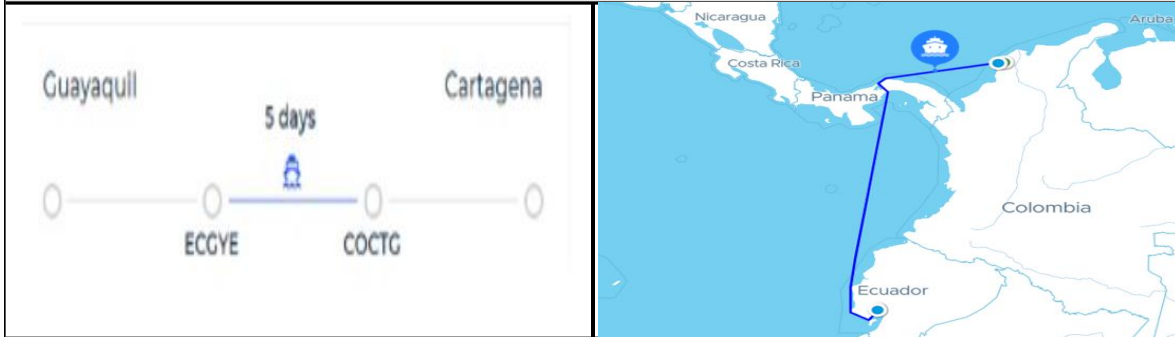 Guayaquil
Cartagena
5 days
ECGYE
COCTG
Nicaragua
Aruba
Costa Rica
Panama
Colombia
Ecuador